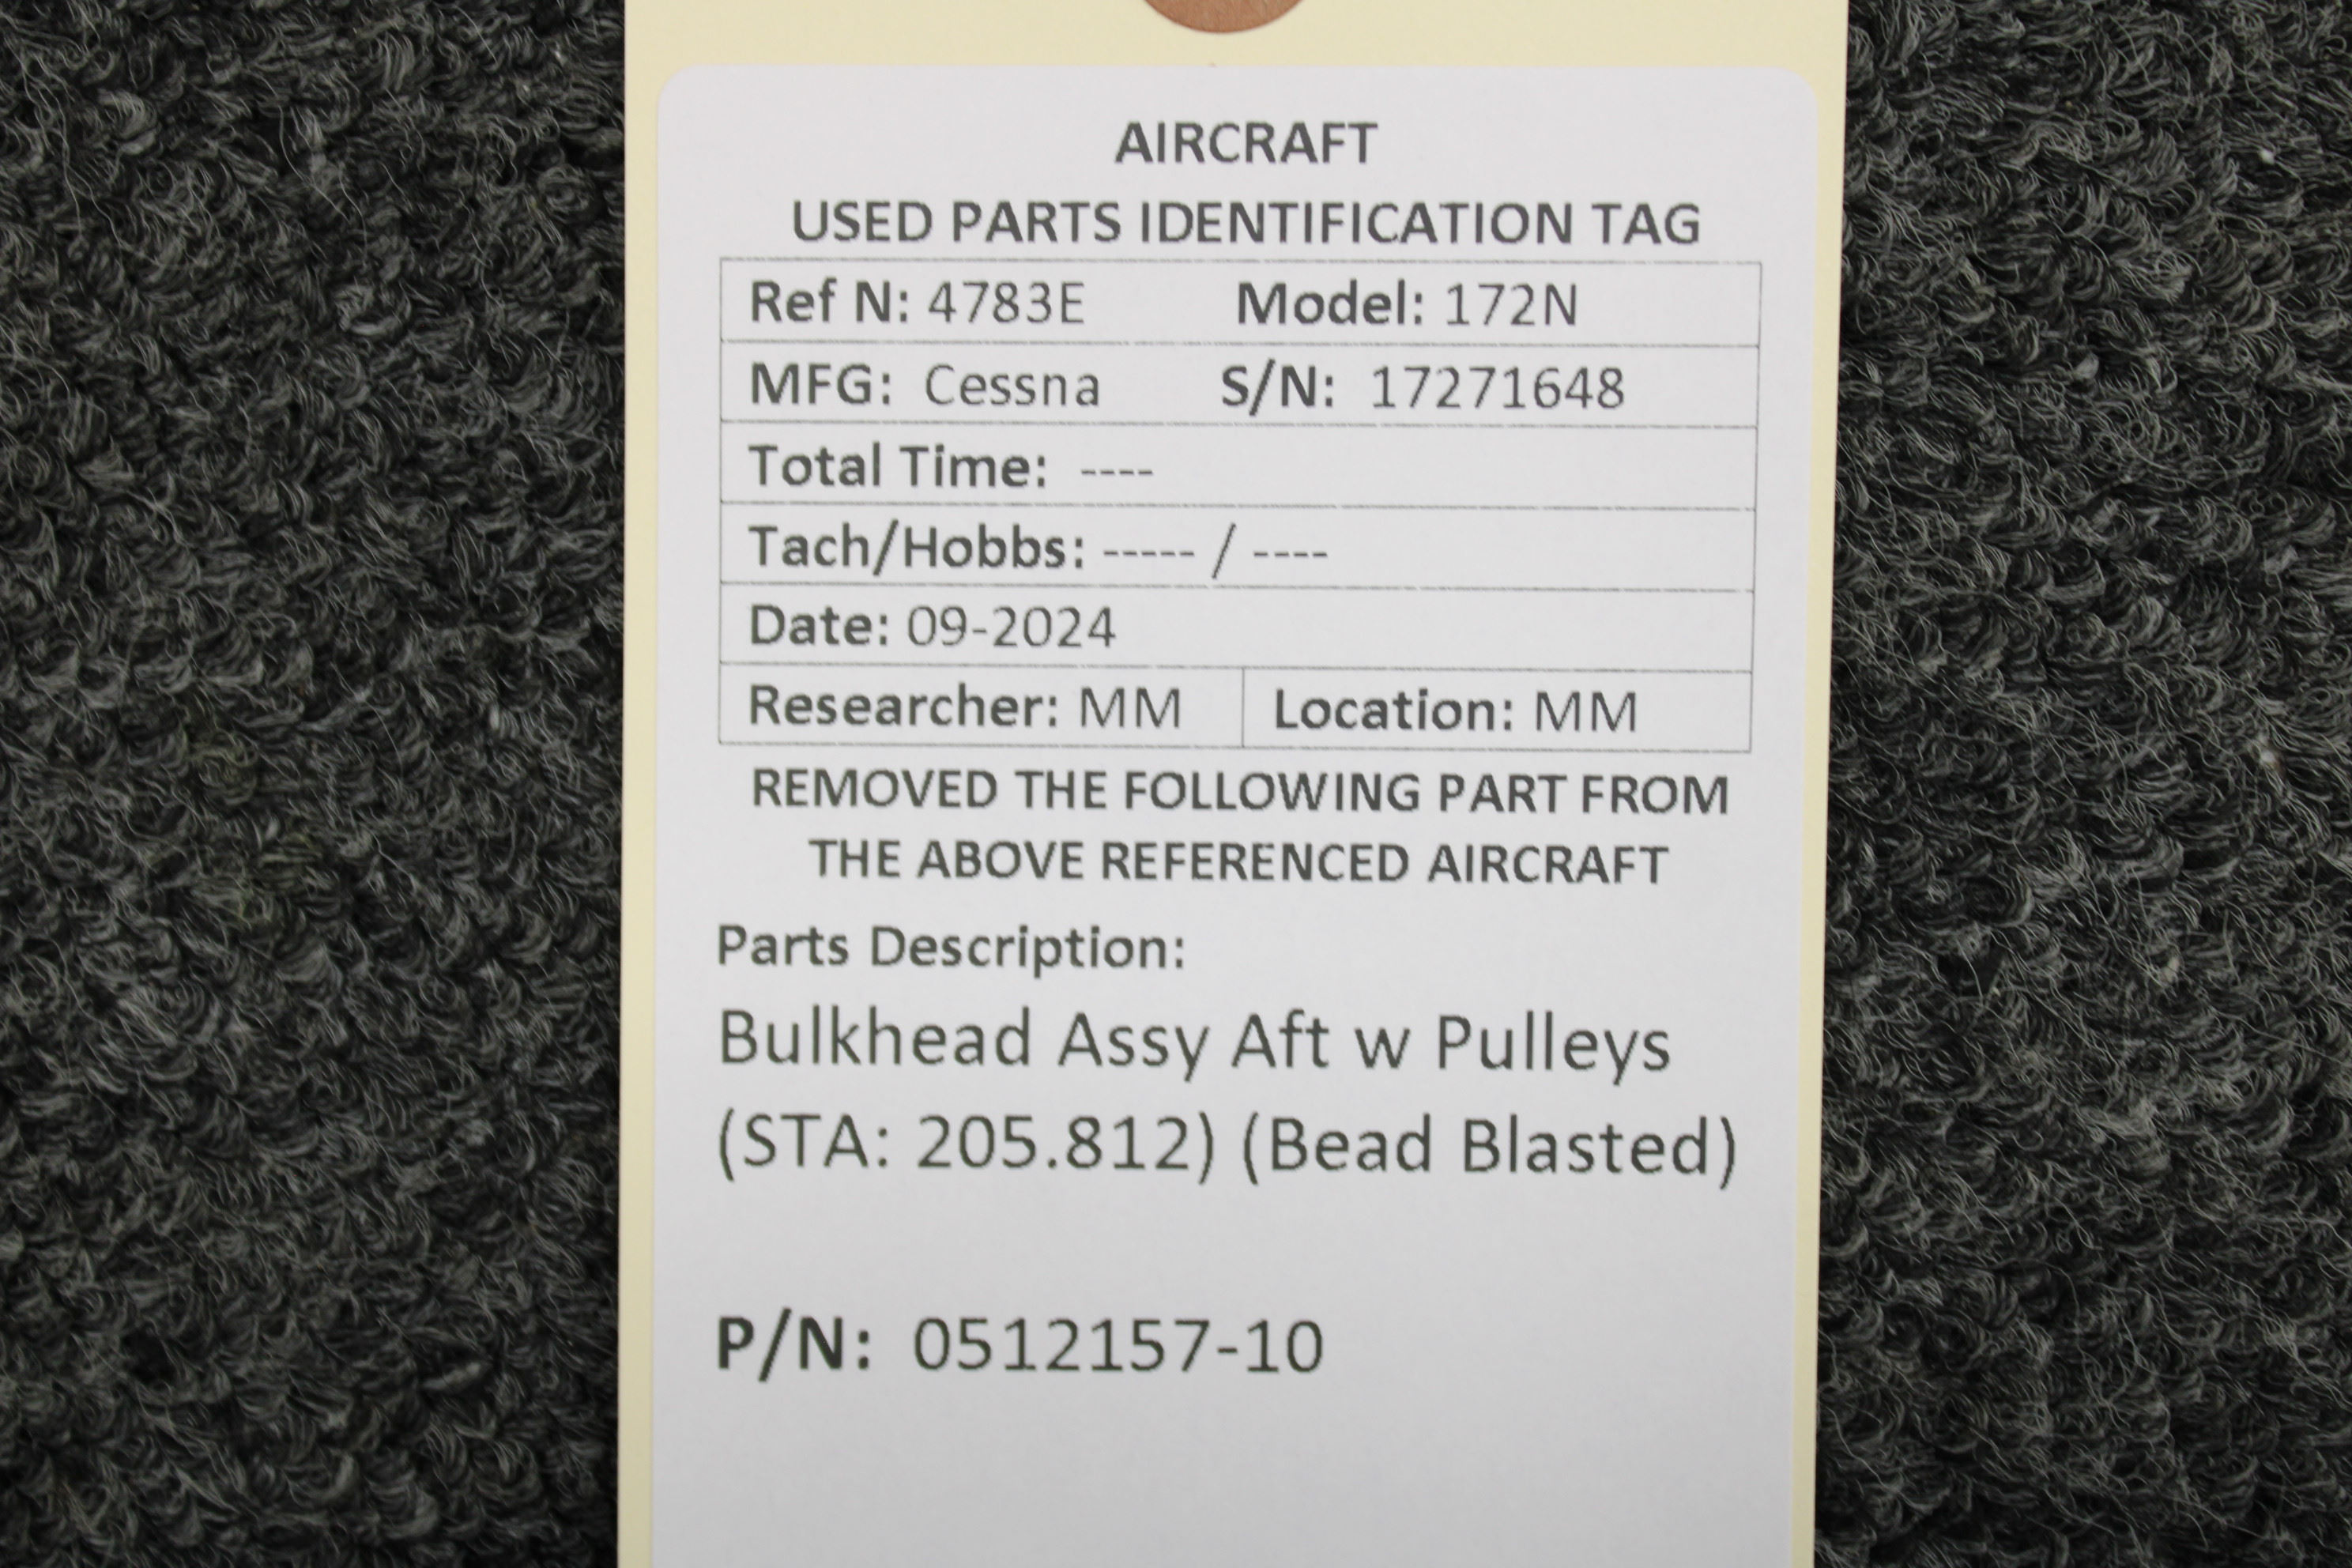 AIRCRAFT
USED PARTS IDENTIFICATION TAG
Ref N: 4783E Model: 172N
MFG: Cessna S/N: 17271648
Total Time: ----
Tach/Hobbs: ----- / ----
Date: 09-2024
Researcher: MM Location: MM
REMOVED THE FOLLOWING PART FROM
THE ABOVE REFERENCED AIRCRAFT
Parts Description:
Bulkhead Assy Aft w Pulleys
(STA: 205.812) (Bead Blasted)
P/N: 0512157-10